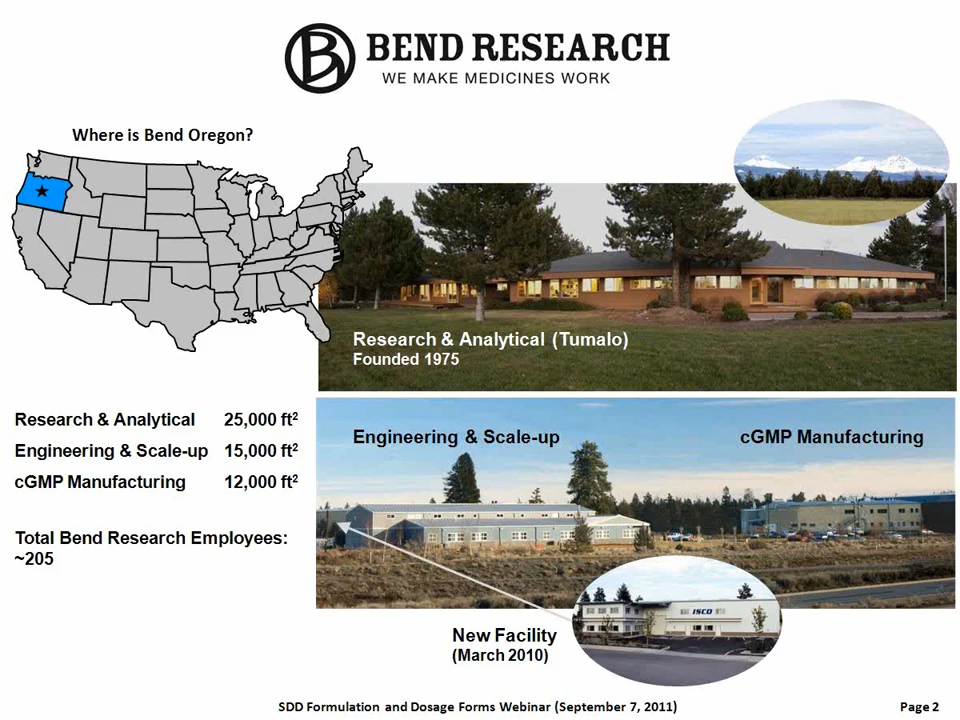 B
BEND RESEARCH
WE MAKE MEDICINES WORK
Where is Bend Oregon?
Research & Analytical (Tumalo)
Founded 1975
Research & Analytical 25,000 ft²
Engineering & Scale-up 15,000 ft²
cGMP Manufacturing 12,000 ft²
Total Bend Research Employees:
~205
Engineering & Scale-up
cGMP Manufacturing
ISCO
New Facility
(March 2010)
SDD Formulation and Dosage Forms Webinar (September 7, 2011)
Page 2